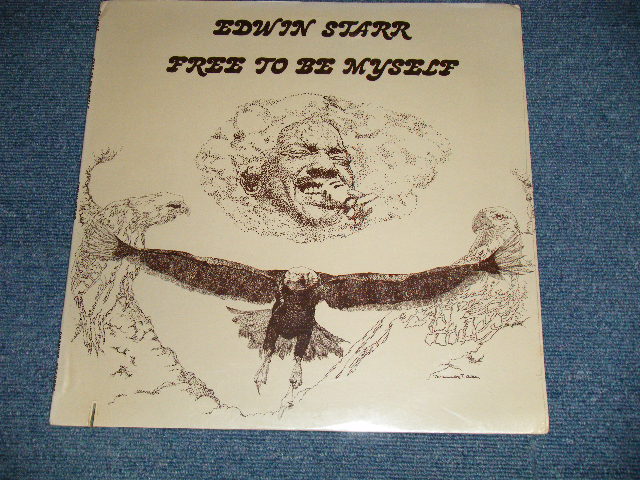 EDWIN STARR
FREE TO BE MYSELF